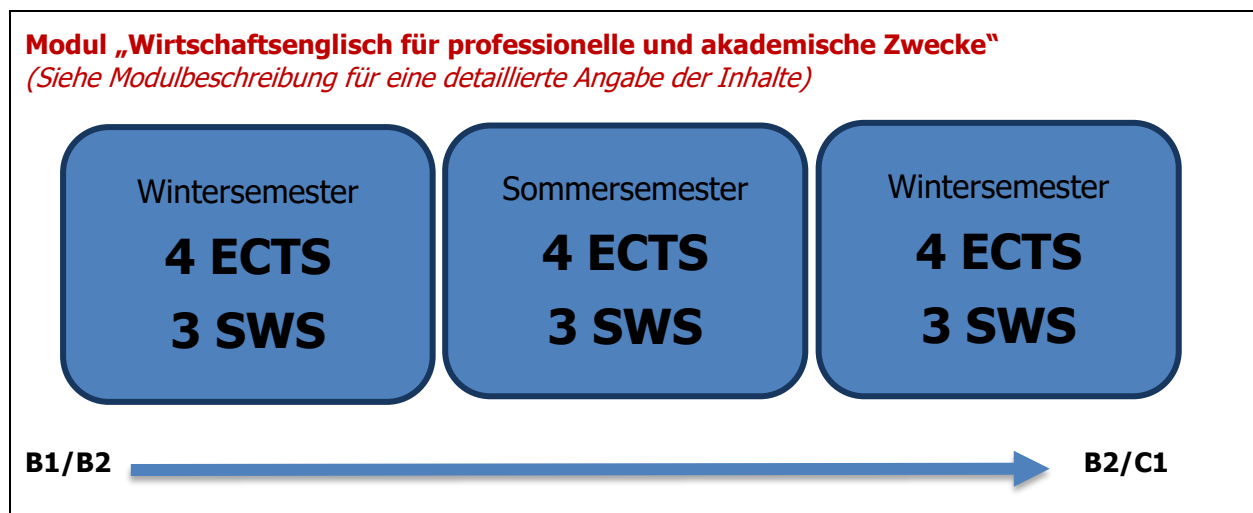 Modul „Wirtschaftsenglisch für professionelle und akademische Zwecke“
(Siehe Modulbeschreibung für eine detaillierte Angabe der Inhalte)
Wintersemester
4 ECTS
3 SWS
Sommersemester
4 ECTS
3 SWS
Wintersemester
4 ECTS
3 SWS
B1/B2
B2/C1